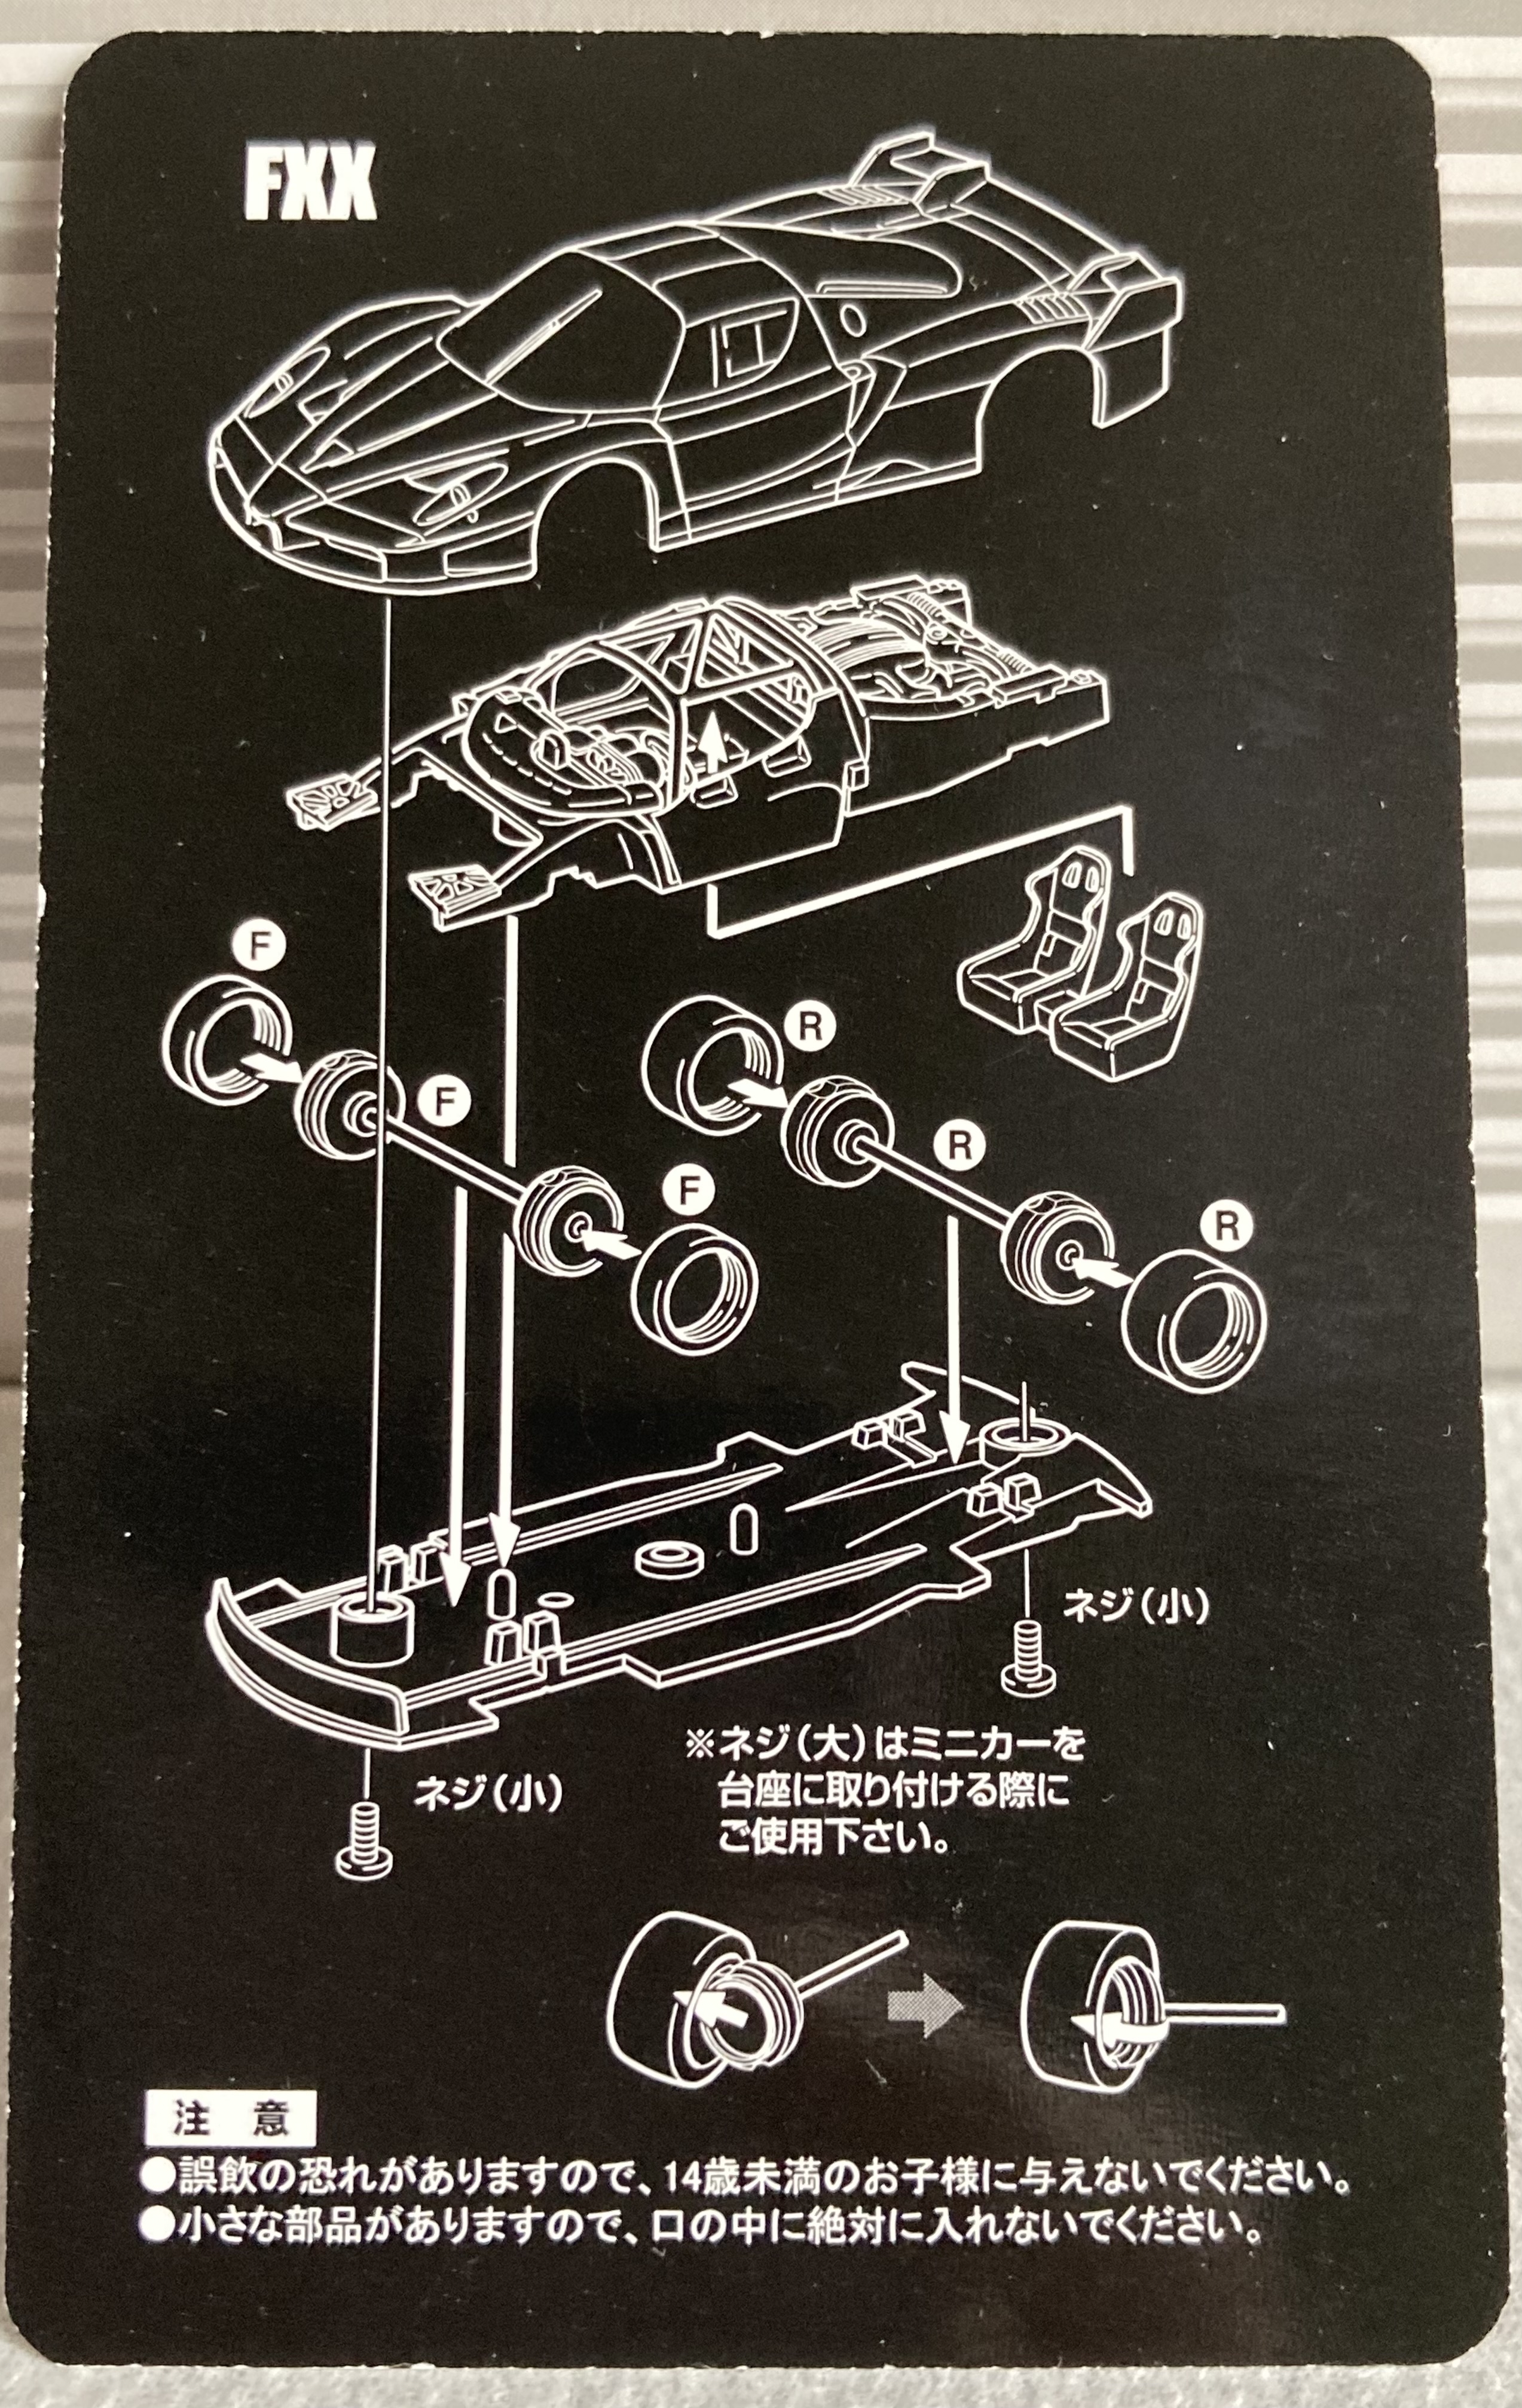 FXX
F
R
F
R
F
R
ネジ(小)
※ネジ(大)はミニカーを
台座に取り付ける際に
ご使用下さい。
ネジ(小)
注 意
●誤飲の恐れがありますので、14歳未満のお子様に与えないでください。
●小さな部品がありますので、口の中に絶対に入れないでください。